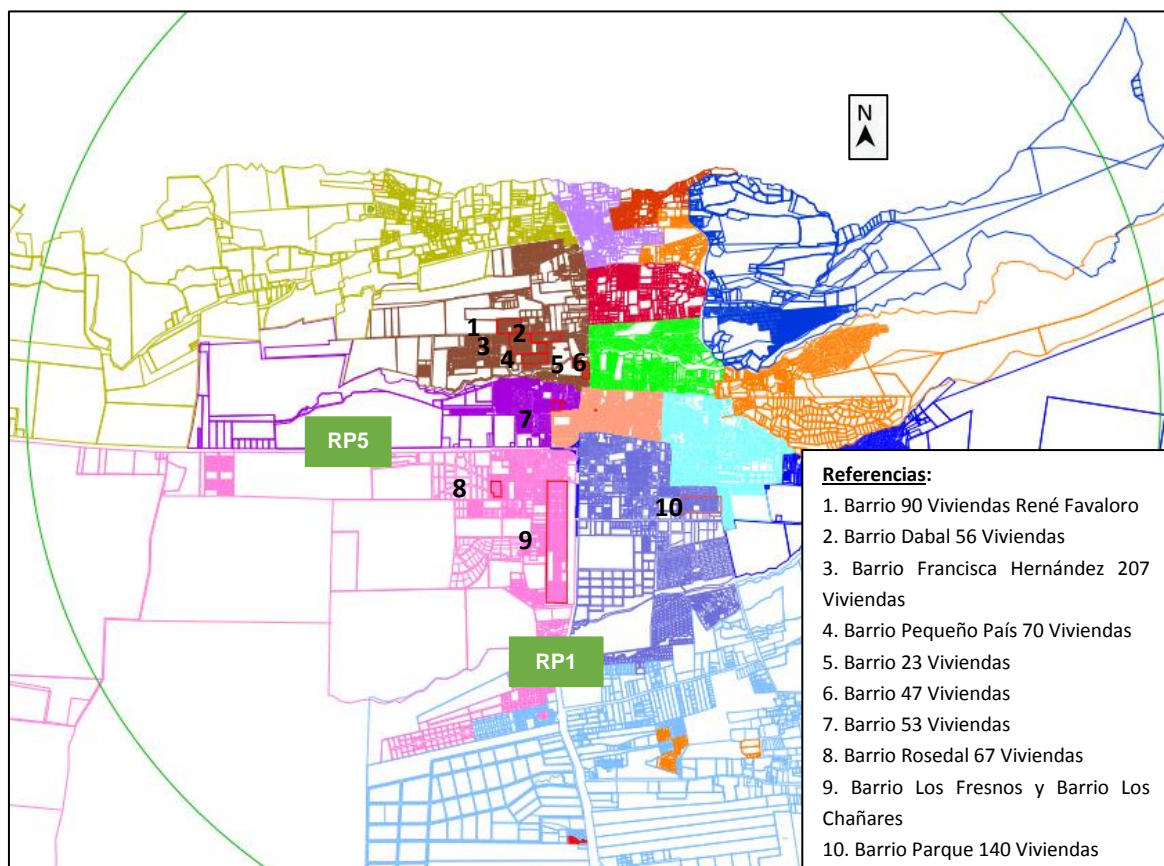 N
1
2
3
4
5
6
7
RP5
8
9
10
RP1
Referencias:
1. Barrio 90 Viviendas René Favaloro
2. Barrio Dabal 56 Viviendas
3. Barrio Francisca Hernández 207
Viviendas
4. Barrio Pequeño País 70 Viviendas
5. Barrio 23 Viviendas
6. Barrio 47 Viviendas
7. Barrio 53 Viviendas
8. Barrio Rosedal 67 Viviendas
9. Barrio Los Fresnos y Barrio Los
Chañares
10. Barrio Parque 140 Viviendas